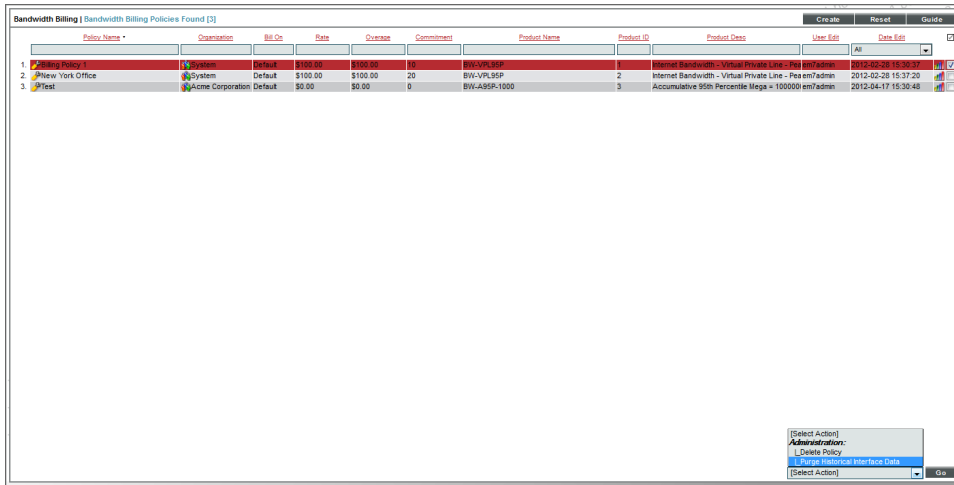 Bandwidth Billing | Bandwidth Billing Policies Found [3] Create Reset Guide
Policy Name • Organization Bill On Rate Overage Commitment Product Name Product ID Product Desc User Edit Date Edit
All
1. Billing Policy 1 System Default $100.00 $100.00 10 BW-VPL95P 1 Internet Bandwidth - Virtual Private Line - Pea em7admin 2012-02-28 15:30:37
2. New York Office System Default $100.00 $100.00 20 BW-VPL95P 2 Internet Bandwidth - Virtual Private Line - Pea em7admin 2012-02-28 15:37:20
3. Test Acme Corporation Default $0.00 $0.00 0 BW-A95P-1000 3 Accumulative 95th Percentile Mega = 100000( em7admin 2012-04-17 15:30:48
[Select Action]
Administration:
|_Delete Policy
|_Purge Historical Interface Data
[Select Action] Go